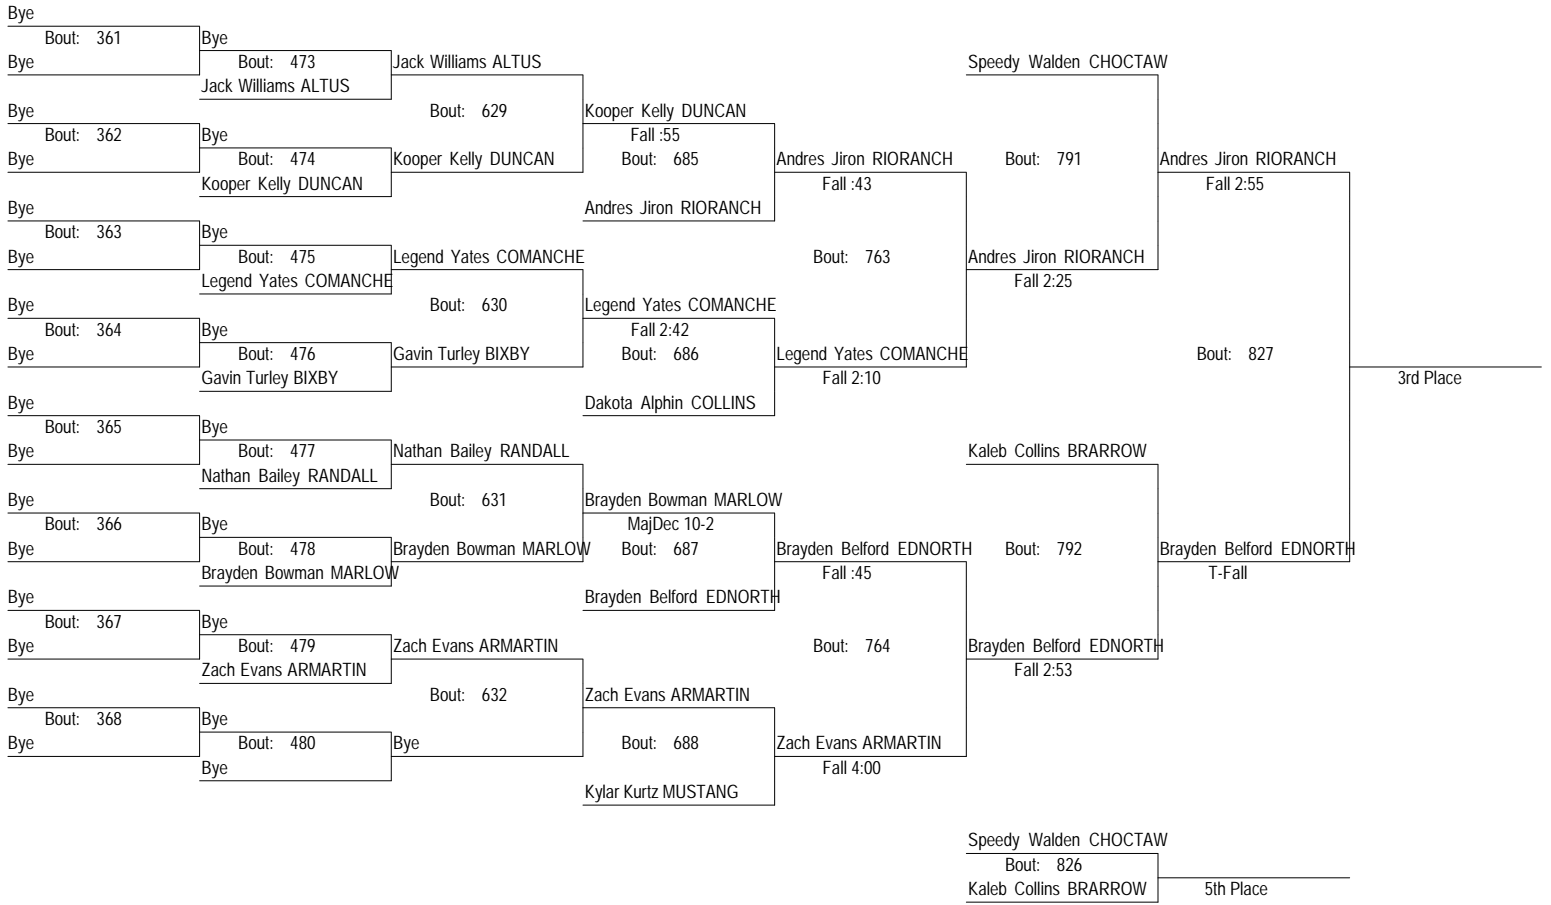 Bye
Bout: 361 Bye
Bye Bout: 473 Jack Williams ALTUS Speedy Walden CHOCTAW
Jack Williams ALTUS
Bye Bout: 629 Kooper Kelly DUNCAN
Bout: 362 Bye Fall :55
Bye Bout: 474 Kooper Kelly DUNCAN Bout: 685 Andres Jiron RIORANCH Bout: 791 Andres Jiron RIORANCH
Kooper Kelly DUNCAN Fall :43 Fall 2:55
Bye Andres Jiron RIORANCH
Bout: 363 Bye
Bye Bout: 475 Legend Yates COMANCHE Bout: 763 Andres Jiron RIORANCH
Legend Yates COMANCHE Fall 2:25
Bye Bout: 630 Legend Yates COMANCHE
Bout: 364 Bye Fall 2:42
Bye Bout: 476 Gavin Turley BIXBY Bout: 686 Legend Yates COMANCHE Bout: 827
Gavin Turley BIXBY Fall 2:10 3rd Place
Bye Dakota Alphin COLLINS
Bout: 365 Bye
Bye Bout: 477 Nathan Bailey RANDALL Kaleb Collins BRARROW
Nathan Bailey RANDALL
Bye Bout: 631 Brayden Bowman MARLOW
Bout: 366 Bye MajDec 10-2
Bye Bout: 478 Brayden Bowman MARLOW Bout: 687 Brayden Belford EDNORTH Bout: 792 Brayden Belford EDNORTH
Brayden Bowman MARLOW Fall :45 T-Fall
Bye Brayden Belford EDNORTH
Bout: 367 Bye
Bye Bout: 479 Zach Evans ARMARTIN Bout: 764 Brayden Belford EDNORTH
Zach Evans ARMARTIN Fall 2:53
Bye Bout: 632 Zach Evans ARMARTIN
Bout: 368 Bye
Bye Bout: 480 Bye Bout: 688 Zach Evans ARMARTIN
Bye Fall 4:00
Kylar Kurtz MUSTANG
Speedy Walden CHOCTAW
Bout: 826
Kaleb Collins BRARROW 5th Place